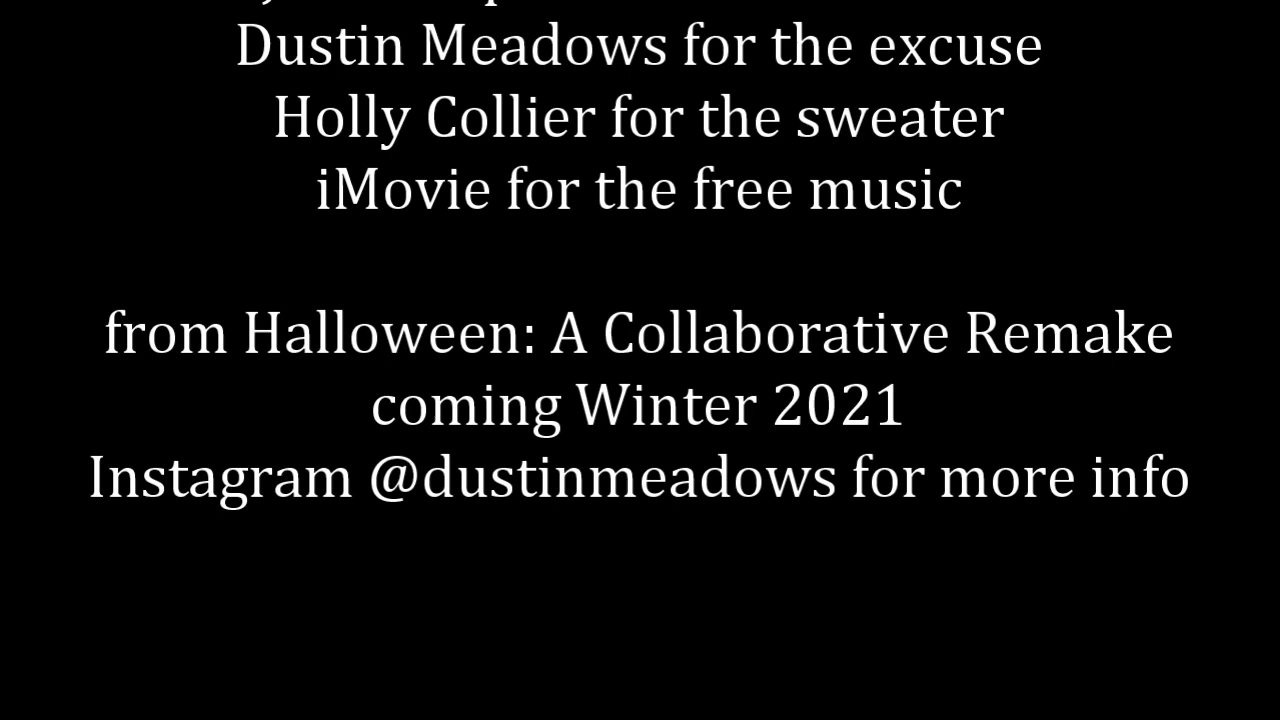 Dustin Meadows for the excuse
Holly Collier for the sweater
iMovie for the free music
from Halloween: A Collaborative Remake
coming Winter 2021
Instagram @dustinmeadows for more info